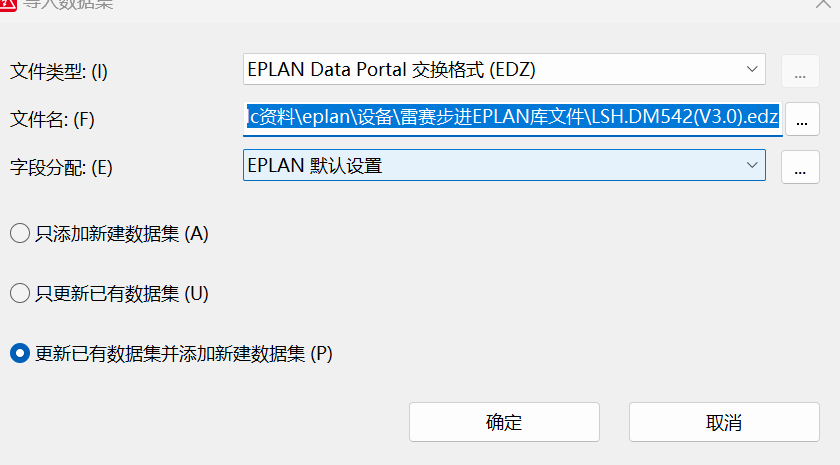 导入数据集
文件类型: (I)
EPLAN Data Portal 交换格式 (EDZ)
...
文件名: (F)
lc资料\eplan\设备\雷赛步进EPLAN库文件\LSH.DM542(V3.0).edz
...
字段分配: (E)
EPLAN 默认设置
...
只添加新建数据集 (A)
只更新已有数据集 (U)
更新已有数据集并添加新建数据集 (P)
确定
取消